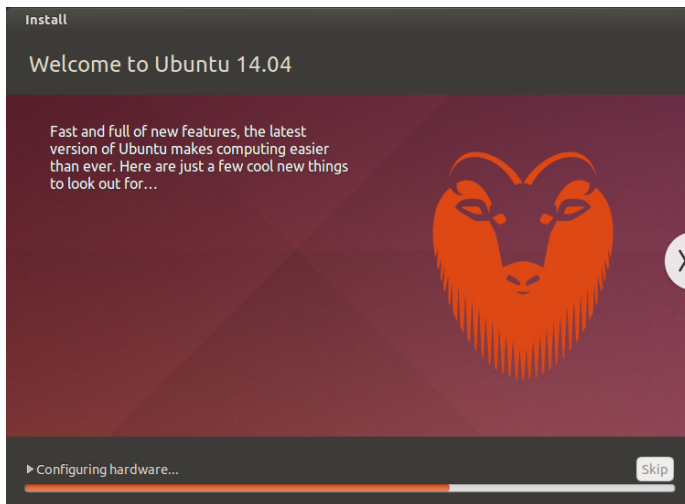 Install
Welcome to Ubuntu 14.04
Fast and full of new features, the latest
version of Ubuntu makes computing easier
than ever. Here are just a few cool new things
to look out for…
Configuring hardware...
Skip